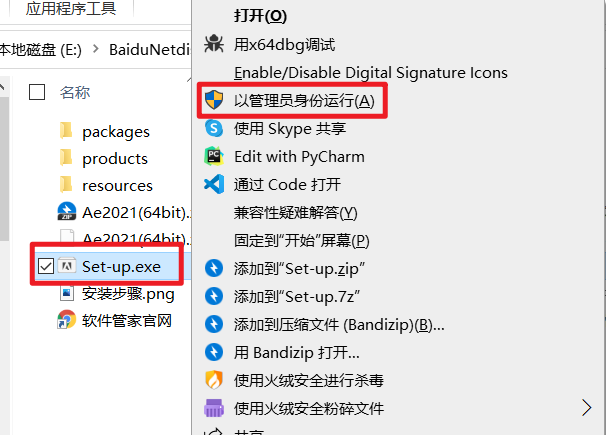 应用程序工具
本地磁盘 (E:)
BaiduNetdi
名称
packages
products
resources
Ae2021(64bit).
Ae2021(64bit).
Set-up.exe
安装步骤.png
软件管家官网
打开(O)
用x64dbg调试
Enable/Disable Digital Signature Icons
以管理员身份运行(A)
使用 Skype 共享
Edit with PyCharm
通过 Code 打开
兼容性疑难解答(Y)
固定到“开始”屏幕(P)
添加到“Set-up.zip”
添加到“Set-up.7z”
添加到压缩文件 (Bandizip)(B)...
用 Bandizip 打开...
使用火绒安全进行杀毒
使用火绒安全粉碎文件
共享